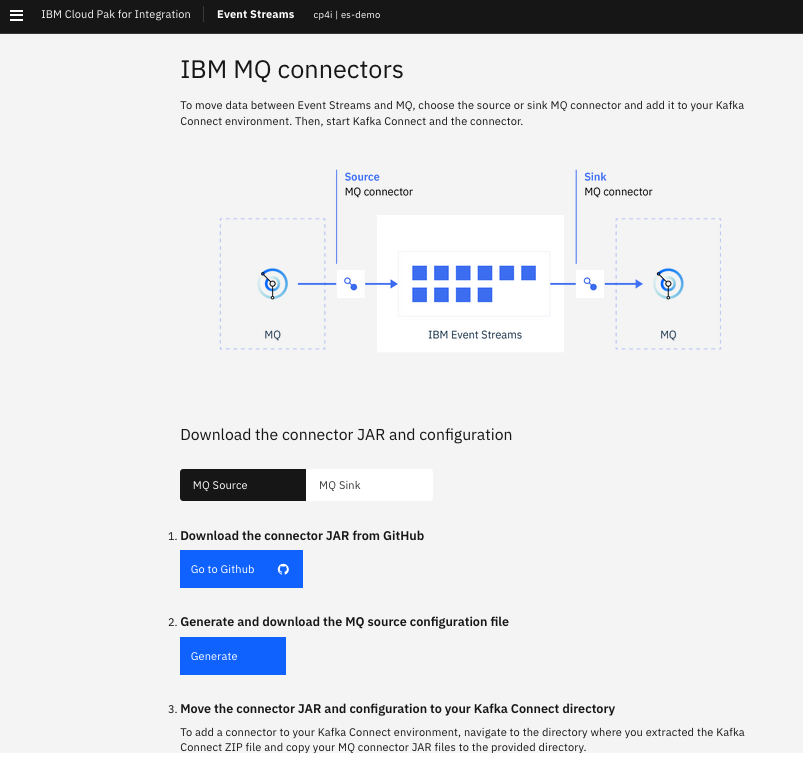 IBM Cloud Pak for Integration
Event Streams
cp4i | es-demo
IBM MQ connectors
To move data between Event Streams and MQ, choose the source or sink MQ connector and add it to your Kafka
Connect environment. Then, start Kafka Connect and the connector.
Source
MQ connector
Sink
MQ connector
MQ
IBM Event Streams
MQ
Download the connector JAR and configuration
MQ Source
MQ Sink
1. Download the connector JAR from GitHub
Go to Github
2. Generate and download the MQ source configuration file
Generate
3. Move the connector JAR and configuration to your Kafka Connect directory
To add a connector to your Kafka Connect environment, navigate to the directory where you extracted the Kafka
Connect ZIP file and copy your MQ connector JAR files to the provided directory.